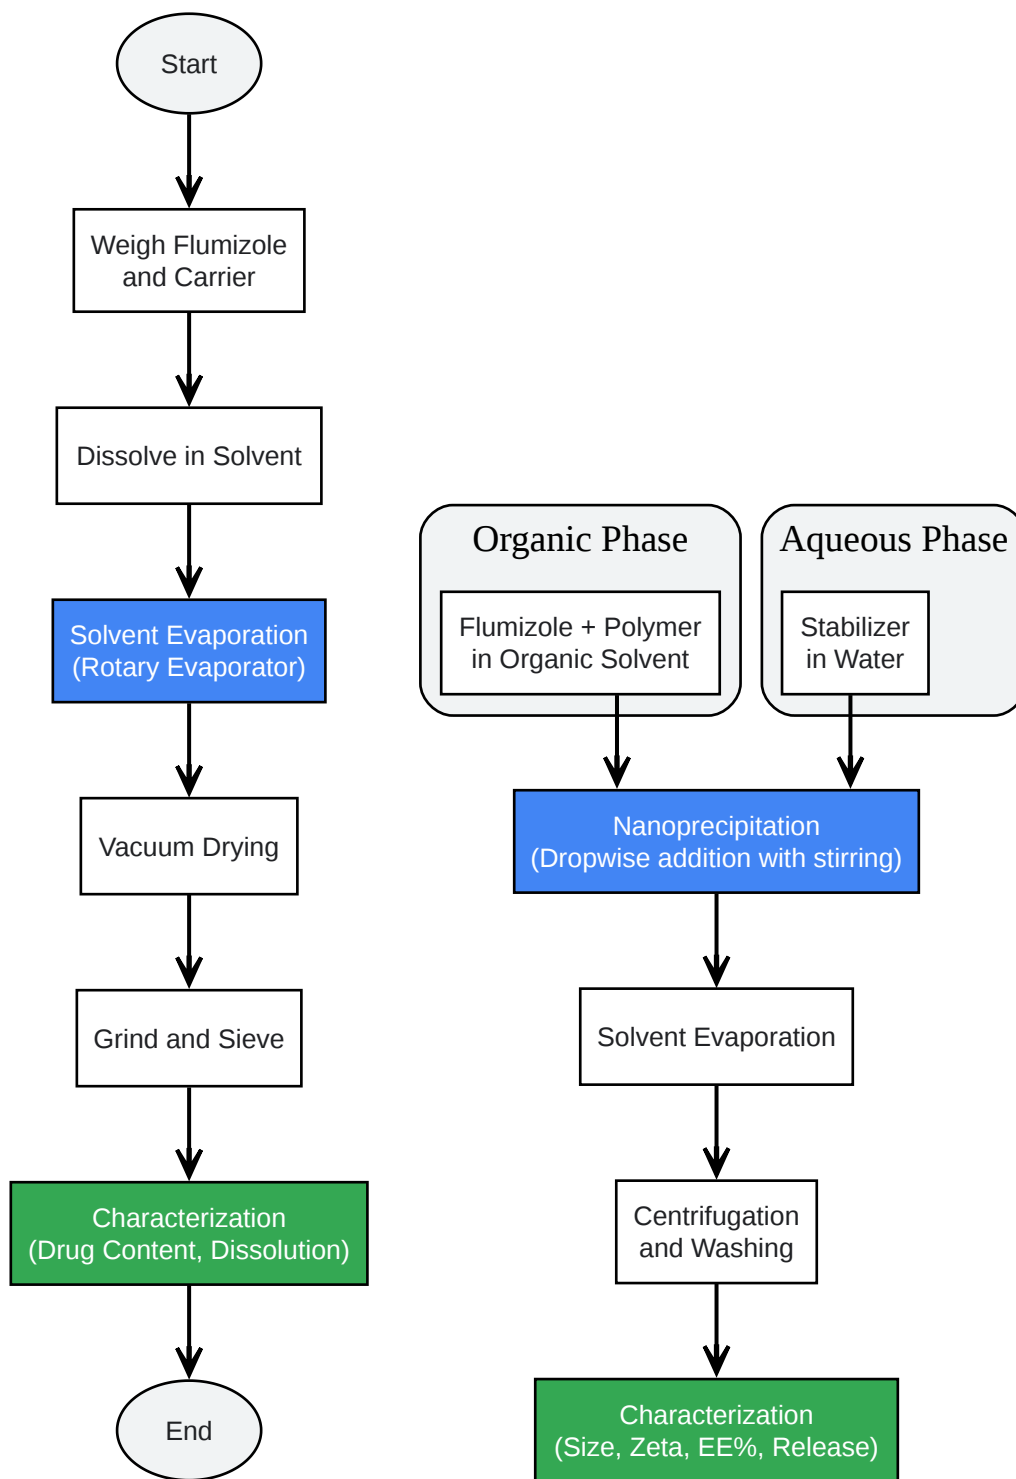 Start
Weigh Flumizole
and Carrier
Dissolve in Solvent
Solvent Evaporation
(Rotary Evaporator)
Vacuum Drying
Grind and Sieve
Characterization
(Drug Content, Dissolution)
End
Organic Phase
Flumizole + Polymer
in Organic Solvent
Aqueous Phase
Stabilizer
in Water
Nanoprecipitation
(Dropwise addition with stirring)
Solvent Evaporation
Centrifugation
and Washing
Characterization
(Size, Zeta, EE%, Release)